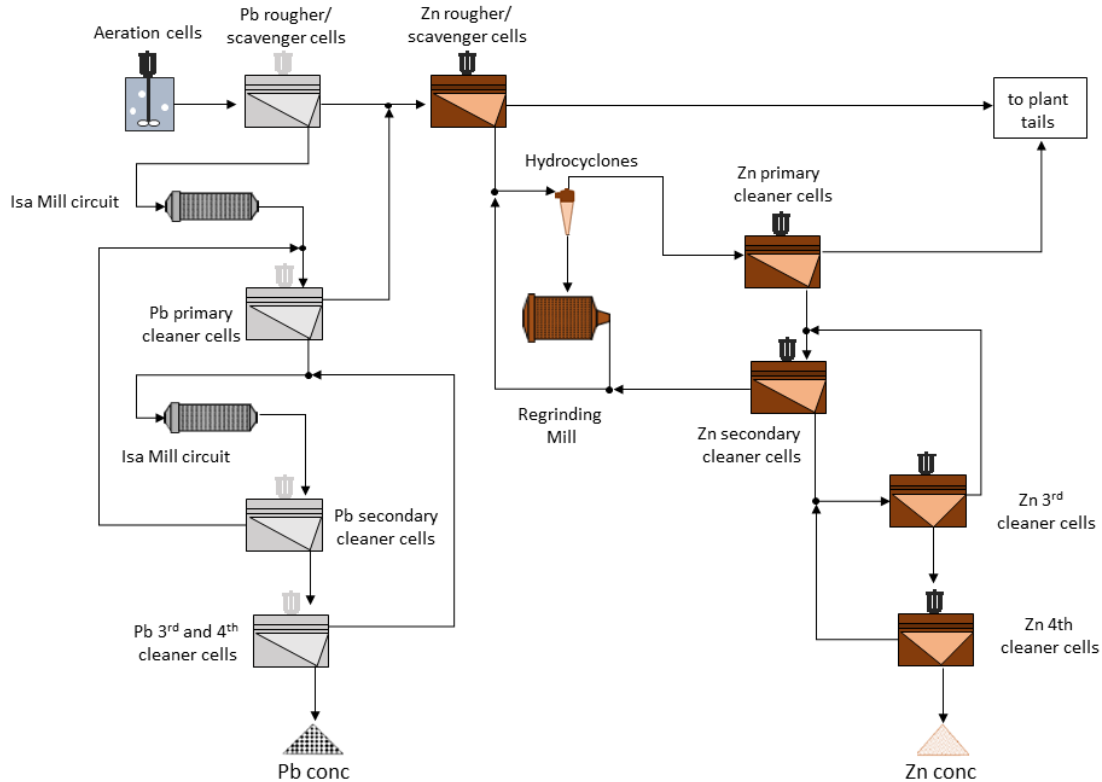 Pb rougher/
scavenger cells
Zn rougher/
scavenger cells
Aeration cells
to plant
tails
Hydrocyclones
Zn primary
cleaner cells
Isa Mill circuit
Pb primary
cleaner cells
Regrinding
Mill
Zn secondary
cleaner cells
Isa Mill circuit
Pb secondary
cleaner cells
Zn 3rd
cleaner cells
Pb 3rd and 4th
cleaner cells
Zn 4th
cleaner cells
Pb conc
Zn conc